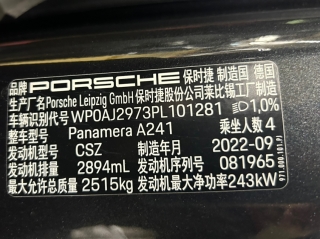 品牌 PORSCHE 保时捷 制造国 德国
生产厂名 Porsche Leipzig GmbH 保时捷股份公司莱比锡工厂制造
车辆识别代号 WP0AJ2973PL101281 1,0%
整车型号 Panamera A241 乘坐人数 4
发动机型号 CSZ 制造年月 2022-09
发动机排量 2894mL 发动机序列号 081965
最大允许总质量 2515kg 发动机最大净功率 243kW